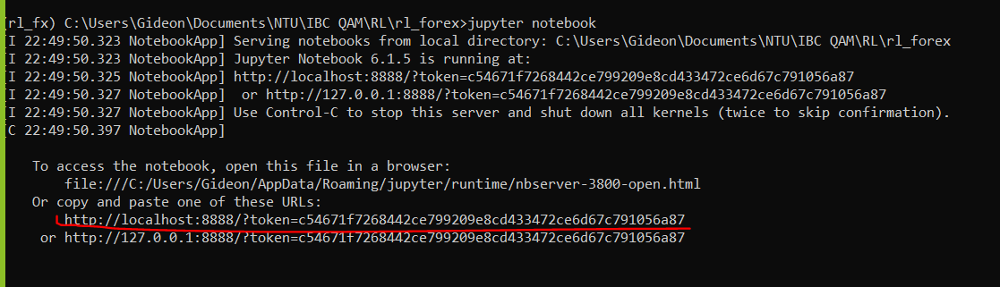 (rl_fx) C:\Users\Gideon\Documents\NTU\IBC QAM\RL\rl_forex>jupyter notebook
[I 22:49:50.323 NotebookApp] Serving notebooks from local directory: C:\Users\Gideon\Documents\NTU\IBC QAM\RL\rl_forex
[I 22:49:50.323 NotebookApp] Jupyter Notebook 6.1.5 is running at:
[I 22:49:50.325 NotebookApp] http://localhost:8888/?token=c54671f7268442ce799209e8cd433472ce6d67c791056a87
[I 22:49:50.327 NotebookApp]  or http://127.0.0.1:8888/?token=c54671f7268442ce799209e8cd433472ce6d67c791056a87
[I 22:49:50.327 NotebookApp] Use Control-C to stop this server and shut down all kernels (twice to skip confirmation).
[C 22:49:50.397 NotebookApp]
To access the notebook, open this file in a browser:
file:///C:/Users/Gideon/AppData/Roaming/jupyter/runtime/nbserver-3800-open.html
Or copy and paste one of these URLs:
http://localhost:8888/?token=c54671f7268442ce799209e8cd433472ce6d67c791056a87
or http://127.0.0.1:8888/?token=c54671f7268442ce799209e8cd433472ce6d67c791056a87